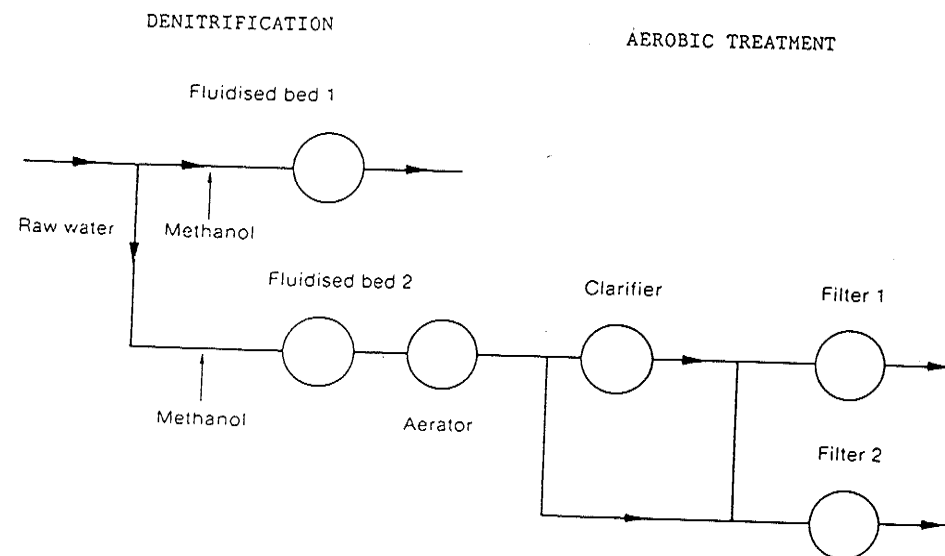 DENITRIFICATION
AEROBIC TREATMENT
Fluidised bed 1
Raw water
Methanol
Fluidised bed 2
Clarifier
Filter 1
Methanol
Aerator
Filter 2